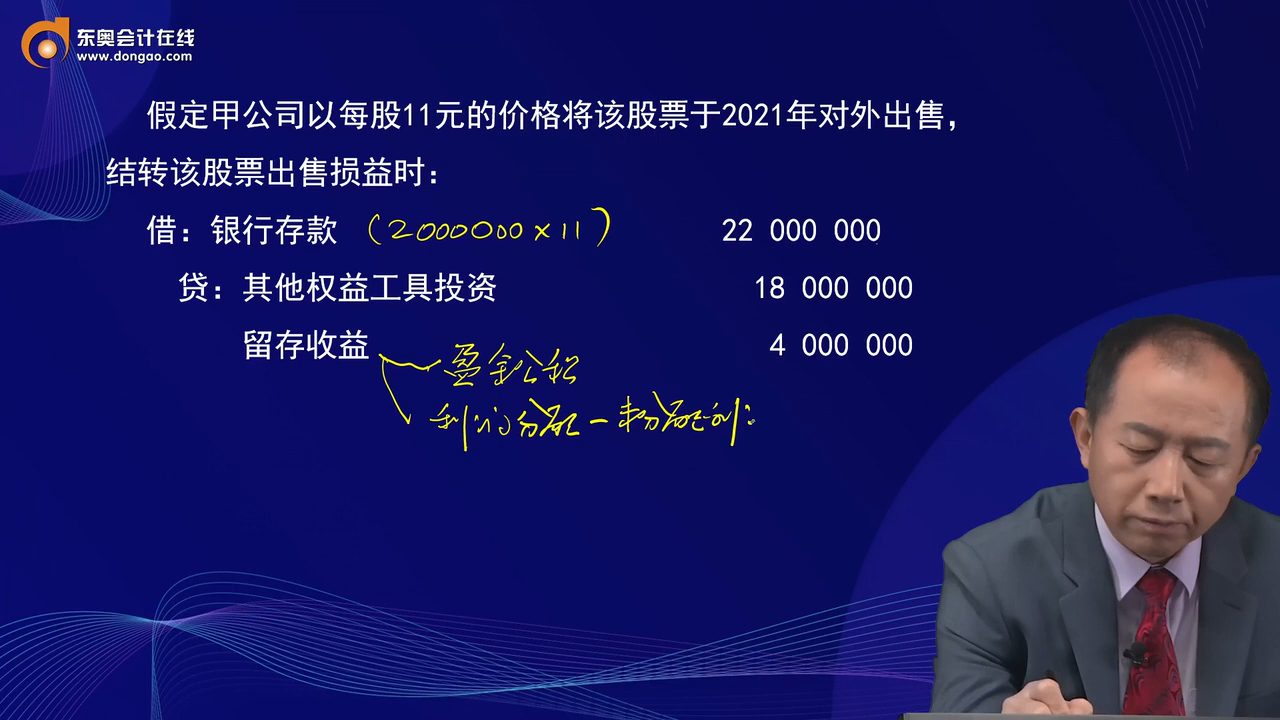 东奥会计在线
www.dongao.com
假定甲公司以每股11元的价格将该股票于2021年对外出售,
结转该股票出售损益时:
借:银行存款 (2000000×11) 22 000 000
贷:其他权益工具投资 18 000 000
留存收益 4 000 000
盈余公积
利润分配-未分配利